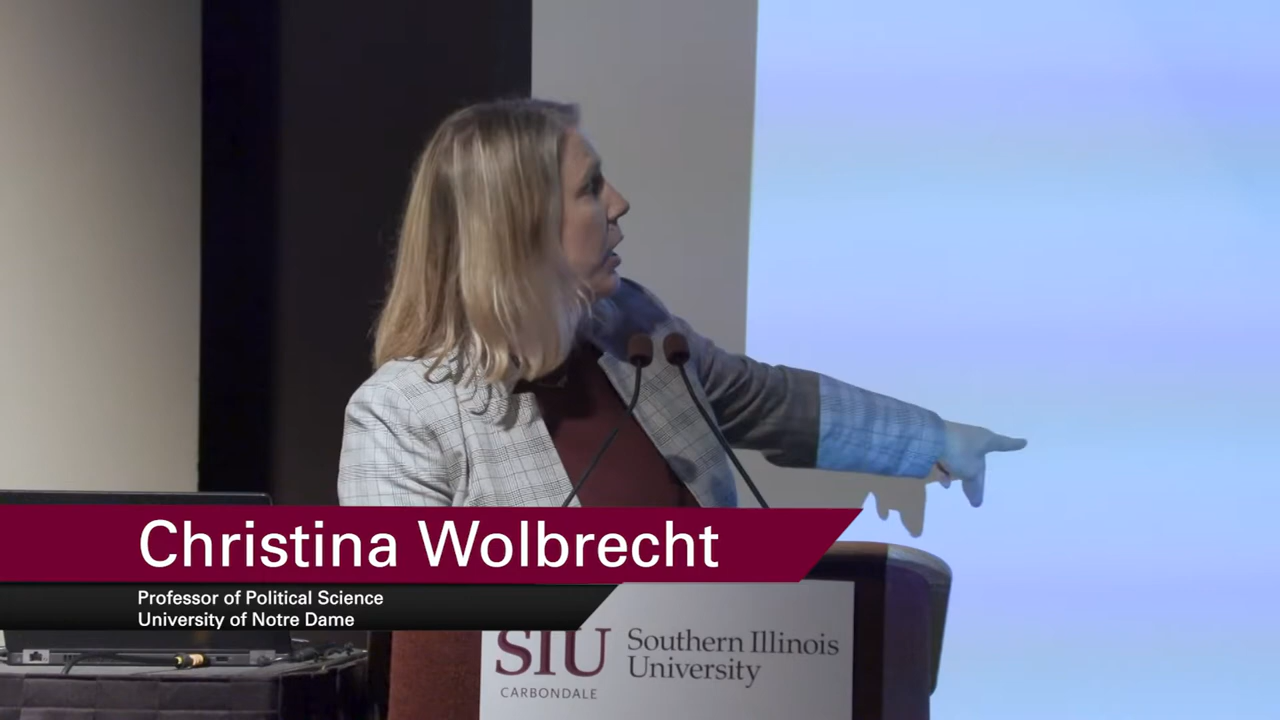 Christina Wolbrecht
Professor of Political Science
University of Notre Dame
SIU Southern Illinois
University
CARBONDALE